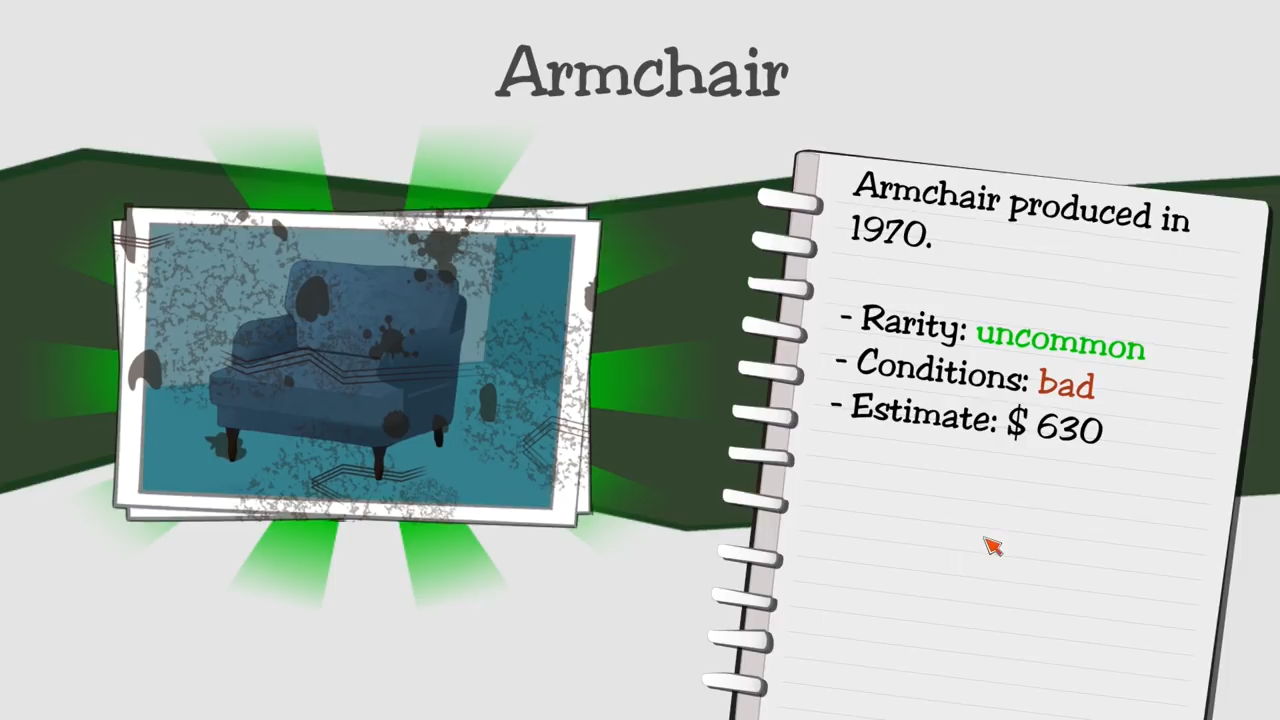 Armchair
Armchair produced in
1970.
- Rarity: uncommon
- Conditions: bad
- Estimate: $ 630